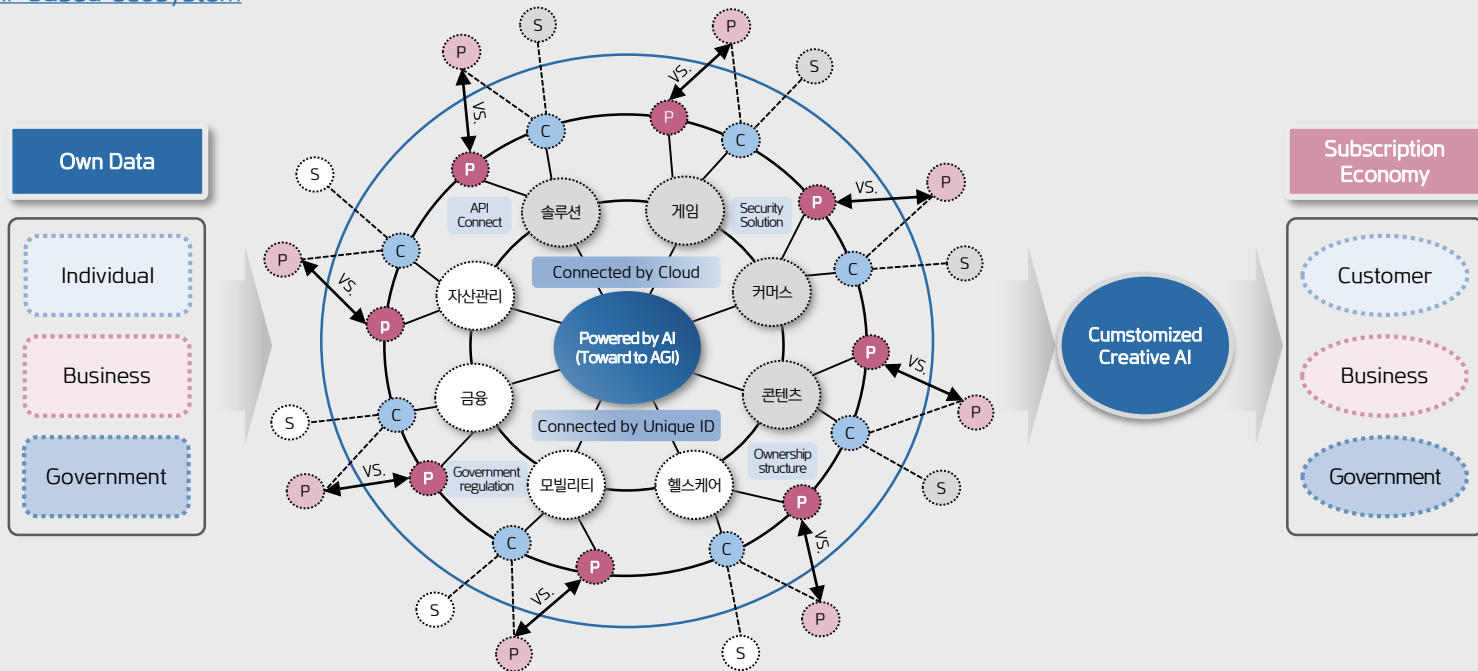 Based ecosystem
Own Data
Individual
Business
Government
S
P
P
S
P
VS.
VS.
C
P
C
P
S
P
VS.
P
P
C
S
C
P
VS.
P
C
S
P
VS.
P
S
C
P
VS.
P
C
S
C
P
VS.
P
S
C
P
VS.
P
S
API
Connect
솔루션
게임
Security
Solution
Connected by Cloud
자산관리
커머스
Powered by AI
(Toward to AGI)
금융
콘텐츠
Connected by Unique ID
Government
regulation
모빌리티
헬스케어
Ownership
structure
Cumstomized
Creative AI
Subscription
Economy
Customer
Business
Government